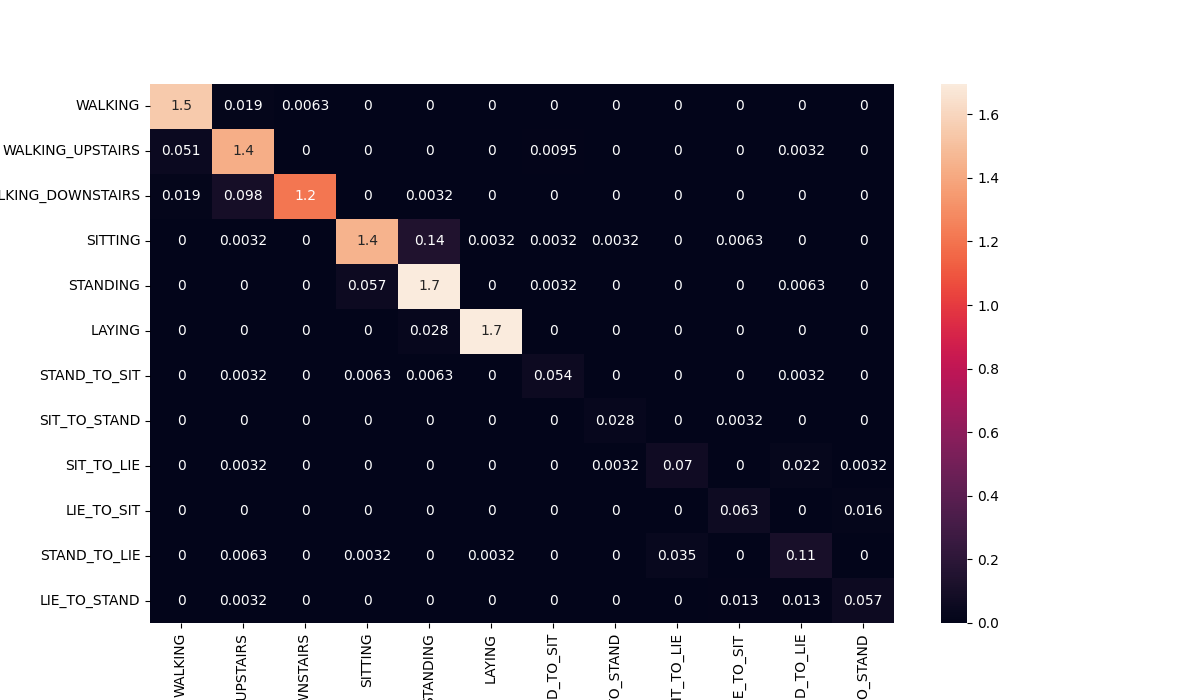 WALKING 1.5 0.019 0.0063 0 0 0 0 0 0 0 0 0
WALKING_UPSTAIRS 0.051 1.4 0 0 0 0 0.0095 0 0 0 0.0032 0
LKING_DOWNSTAIRS 0.019 0.098 1.2 0 0.0032 0 0 0 0 0 0 0
SITTING 0 0.0032 0 1.4 0.14 0.0032 0.0032 0.0032 0 0.0063 0 0
STANDING 0 0 0 0.057 1.7 0 0.0032 0 0 0 0.0063 0
LAYING 0 0 0 0 0.028 1.7 0 0 0 0 0 0
STAND_TO_SIT 0 0.0032 0 0.0063 0.0063 0 0.054 0 0 0 0.0032 0
SIT_TO_STAND 0 0 0 0 0 0 0 0.028 0 0.0032 0 0
SIT_TO_LIE 0 0.0032 0 0 0 0 0 0.0032 0.07 0 0.022 0.0032
LIE_TO_SIT 0 0 0 0 0 0 0 0 0 0.063 0 0.016
STAND_TO_LIE 0 0.0063 0 0.0032 0 0.0032 0 0 0.035 0 0.11 0
LIE_TO_STAND 0 0.0032 0 0 0 0 0 0 0 0.013 0.013 0.057
WALKING
UPSTAIRS
WNSTAIRS
SITTING
STANDING
LAYING
D_TO_SIT
O_STAND
IT_TO_LIE
E_TO_SIT
D_TO_LIE
O_STAND
1.6
1.4
1.2
1.0
0.8
0.6
0.4
0.2
0.0